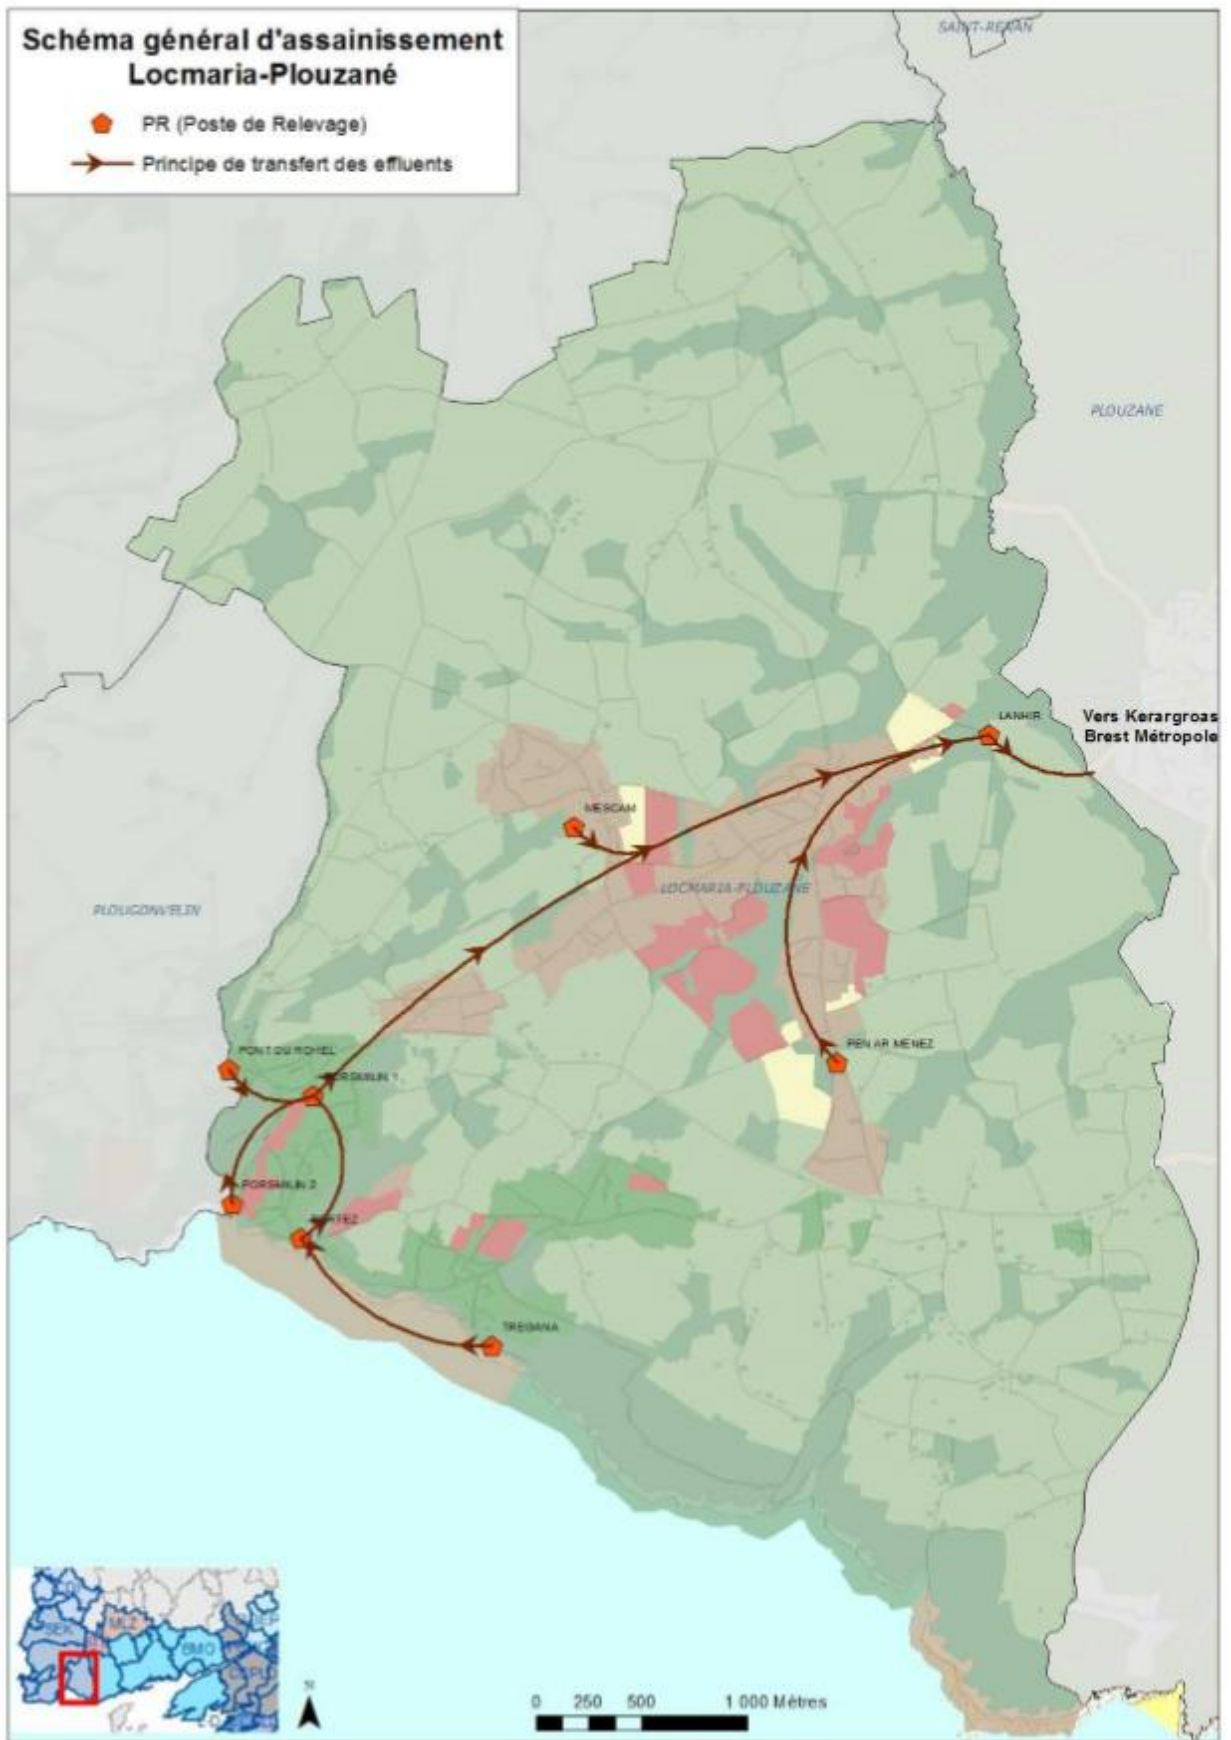 Schéma général d'assainissement
Locmaria-Plouzané
PR (Poste de Relevage)
Principe de transfert des effluents
SAINT-RENAN
PLOUZANE
LANHIR
Vers Kerargroas
Brest Métropole
MESCAM
LOCMARIA-PLOUZANE
PLOUGONVELIN
PONT DU ROHEL
PEN AR MENEZ
PORSMILIN 1
PORSMILIN 2
TREGANA
MLZ
BMO
0 250 500 1 000 Mètres